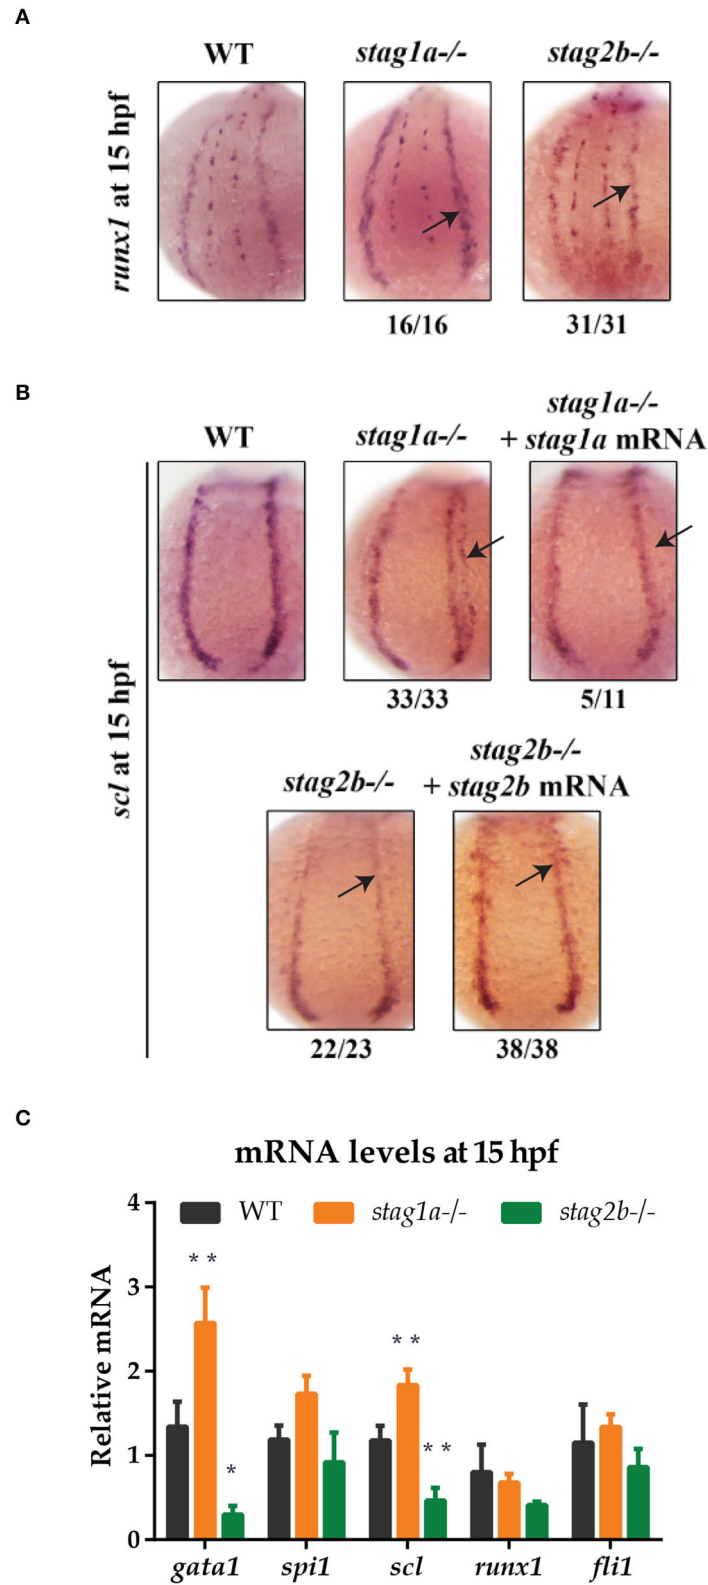 A
WT
stag1a-/-
stag2b-/-
runx1 at 15 hpf
16/16
31/31
B
WT
stag1a-/-
stag1a-/-
+ stag1a mRNA
scl at 15 hpf
33/33
5/11
stag2b-/-
stag2b-/-
+ stag2b mRNA
22/23
38/38
C
mRNA levels at 15 hpf
WT
stag1a-/-
stag2b-/-
Relative mRNA
4
3
2
1
0
* *
*
* *
* *
gata1
spi1
scl
runx1
fli1